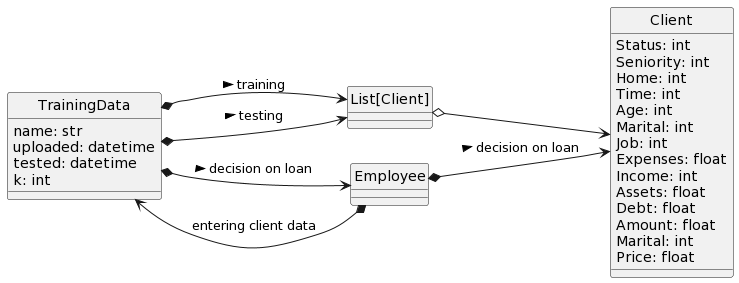 TrainingData
name: str
uploaded: datetime
tested: datetime
k: int
training
testing
decision on loan
entering client data
List[Client]
Employee
decision on loan
Client
Status: int
Seniority: int
Home: int
Time: int
Age: int
Marital: int
Job: int
Expenses: float
Income: int
Assets: float
Debt: float
Amount: float
Marital: int
Price: float